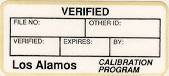 VERIFIED
FILE NO: OTHER ID:
VERIFIED: EXPIRES: BY:
Los Alamos CALIBRATION
PROGRAM